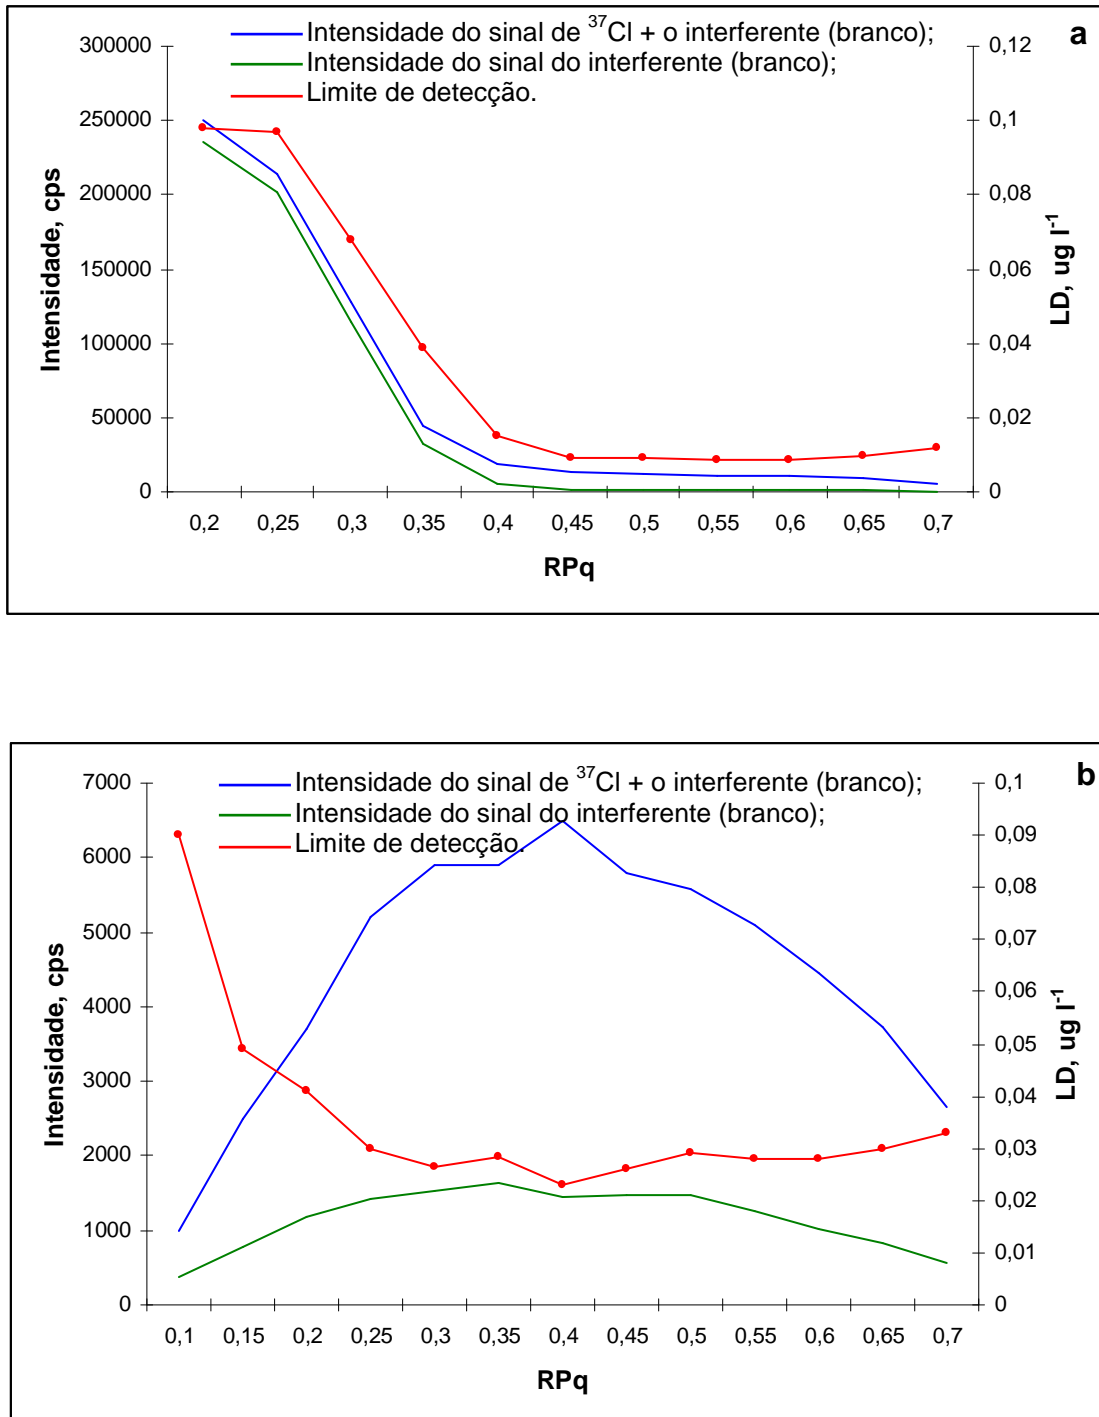 Intensidade do sinal de ³⁷Cl + o interferente (branco);
Intensidade do sinal do interferente (branco);
Limite de detecção.
a
300000
250000
200000
150000
100000
50000
0
Intensidade, cps
0,12
0,1
0,08
0,06
0,04
0,02
0
LD, ug l⁻¹
0,2 0,25 0,3 0,35 0,4 0,45 0,5 0,55 0,6 0,65 0,7
RPq
Intensidade do sinal de ³⁷Cl + o interferente (branco);
Intensidade do sinal do interferente (branco);
Limite de detecção.
b
7000
6000
5000
4000
3000
2000
1000
0
Intensidade, cps
0,1
0,09
0,08
0,07
0,06
0,05
0,04
0,03
0,02
0,01
0
LD, ug l⁻¹
0,1 0,15 0,2 0,25 0,3 0,35 0,4 0,45 0,5 0,55 0,6 0,65 0,7
RPq